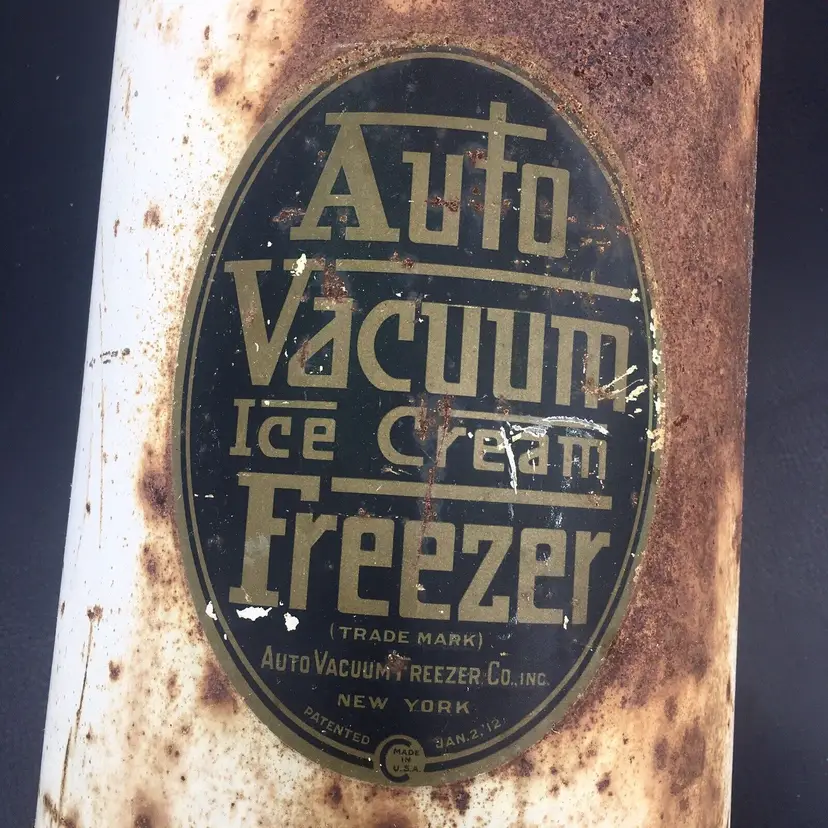 Auto
Vacuum
Ice Cream
Freezer
(TRADE MARK)
AUTO VACUUM FREEZER CO., INC.
NEW YORK
PATENTED JAN. 2, '12
MADE
IN
U.S.A.